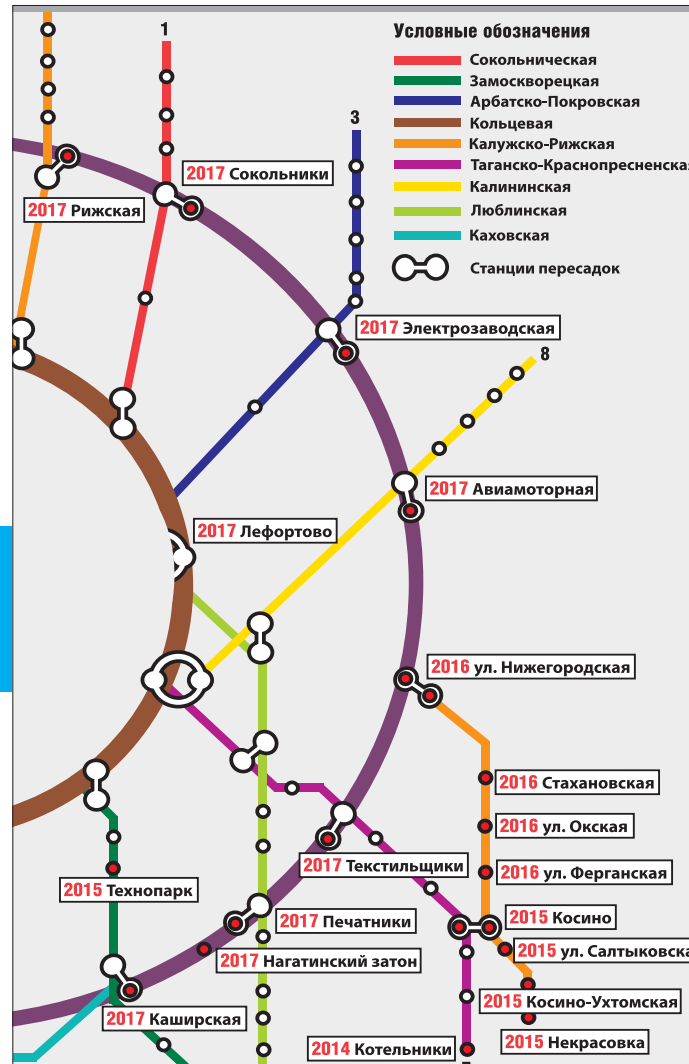 1
Условные обозначения
Сокольническая
Замоскворецкая
Арбатско-Покровская
Кольцевая
Калужско-Рижская
Таганско-Краснопресненская
Калининская
Люблинская
Каховская
Станции пересадок
3
2017 Сокольники
2017 Рижская
2017 Электрозаводская
8
2017 Авиамоторная
2017 Лефортово
2016 ул. Нижегородская
2016 Стахановская
2016 ул. Окская
2017 Текстильщики
2016 ул. Ферганская
2015 Технопарк
2017 Печатники
2015 Косино
2015 ул. Салтыковска
2017 Нагатинский затон
2015 Косино-Ухтомская
2017 Каширская
2015 Некрасовка
2014 Котельники